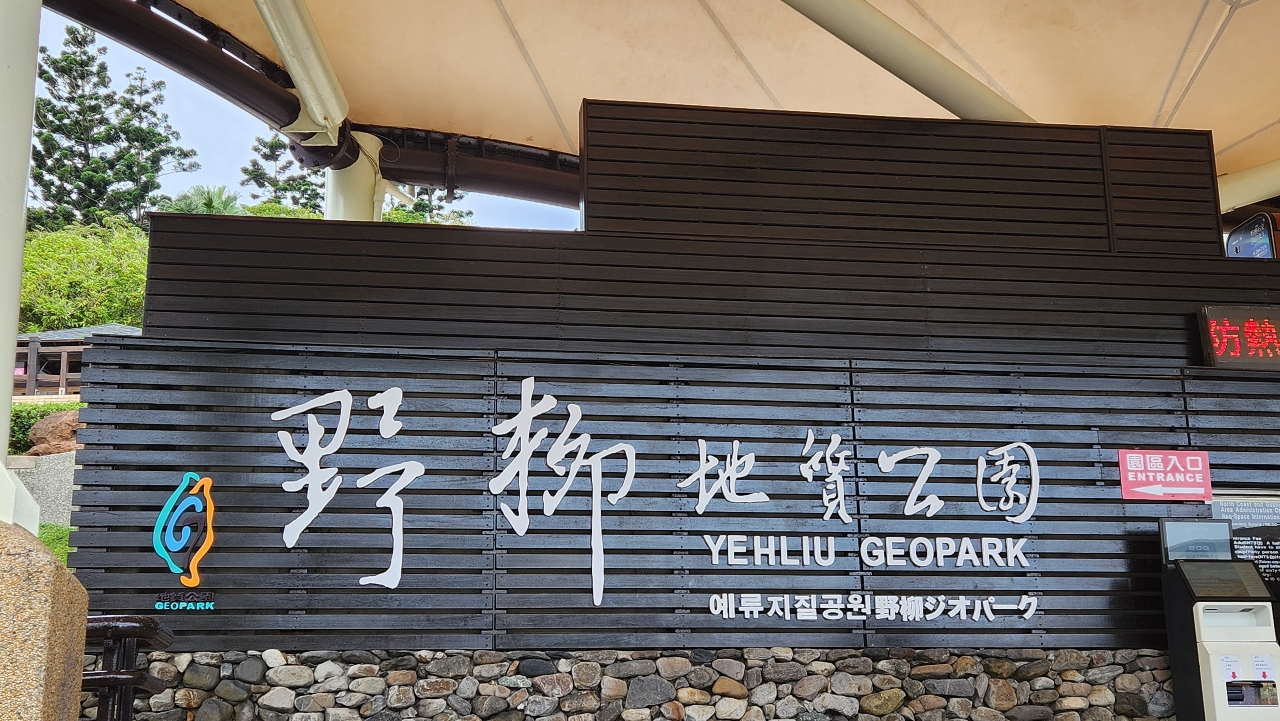 防熱
野柳地質公園
YEHLIU GEOPARK
예류지질공원野柳ジオパーク
園區入口
ENTRANCE
地質公園
GEOPARK